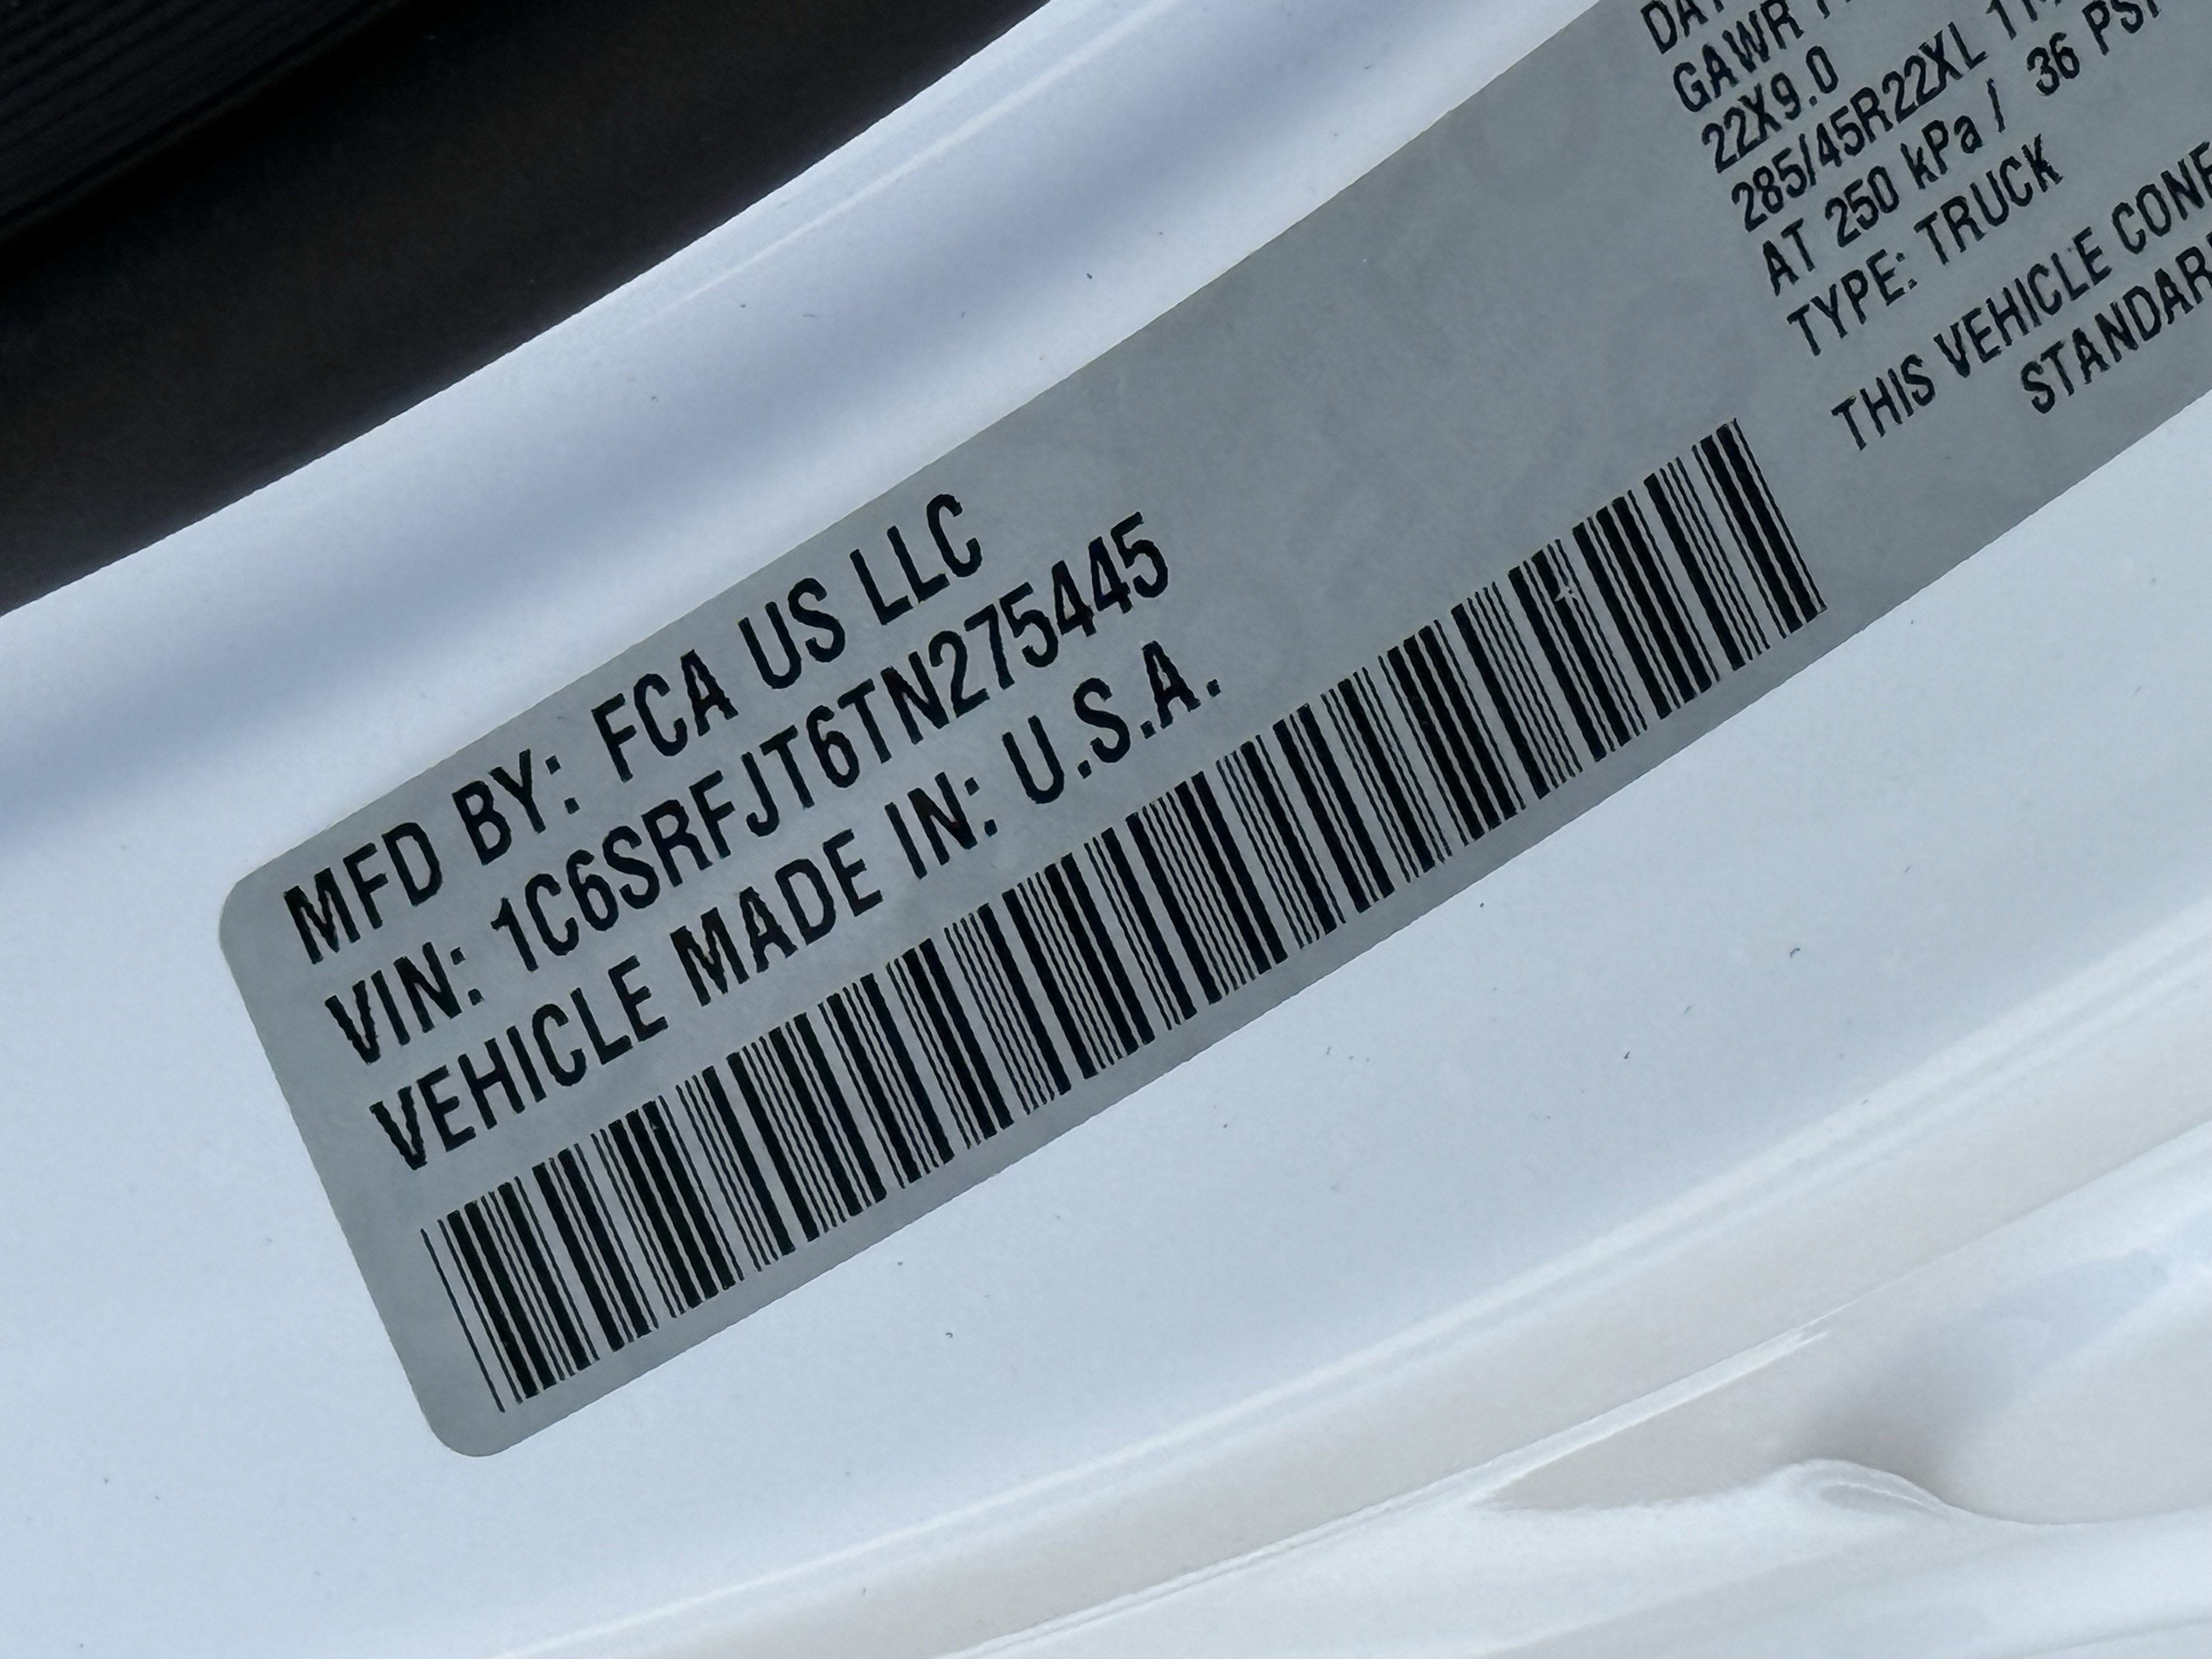 MFD BY: FCA US LLC
VIN: 1C6SRFJT6TN275445
VEHICLE MADE IN: U.S.A.
GAWR
22X9.0
285/45R22XL
AT 250 kPa / 36 PSI
TYPE: TRUCK
THIS VEHICLE